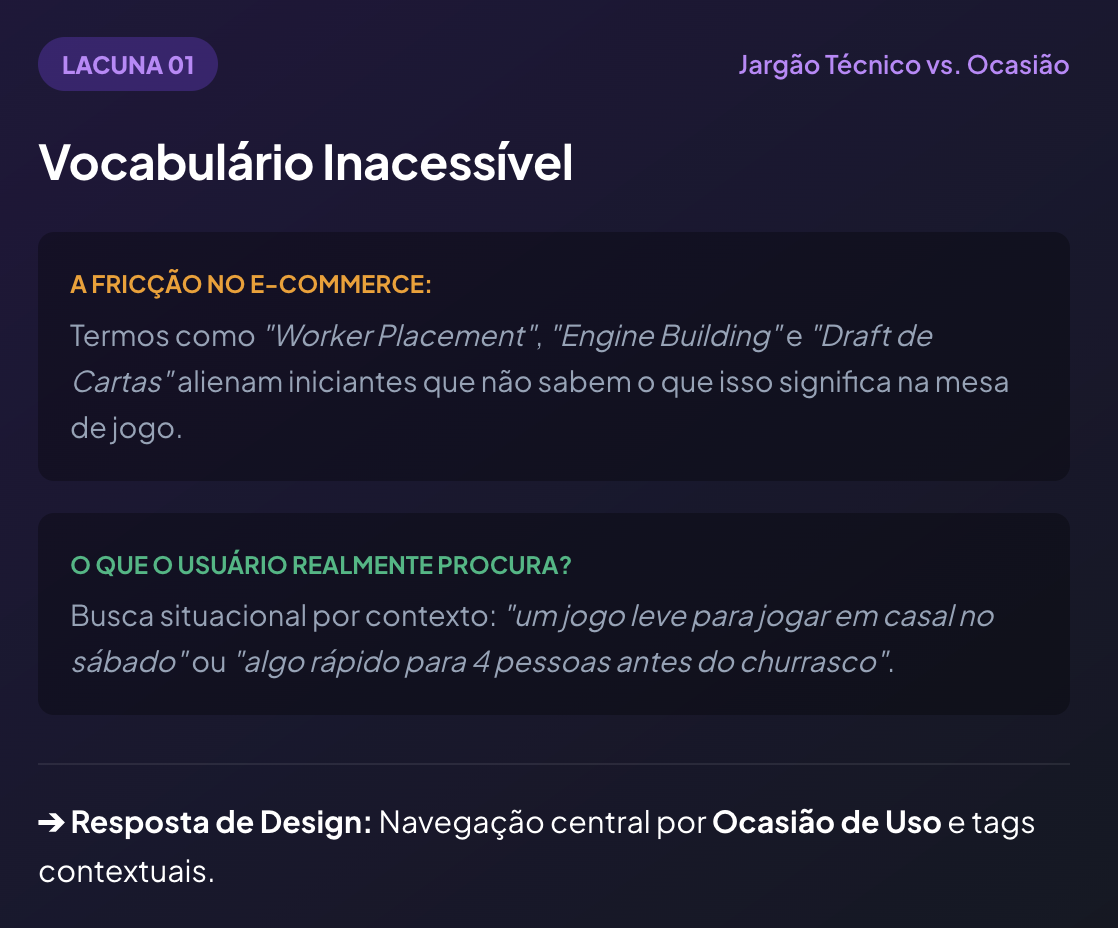 LACUNA 01
Jargão Técnico vs. Ocasião
Vocabulário Inacessível
A FRICÇÃO NO E-COMMERCE:
Termos como "Worker Placement", "Engine Building" e "Draft de
Cartas" alienam iniciantes que não sabem o que isso significa na mesa
de jogo.
O QUE O USUÁRIO REALMENTE PROCURA?
Busca situacional por contexto: "um jogo leve para jogar em casal no
sábado" ou "algo rápido para 4 pessoas antes do churrasco".
➔ Resposta de Design: Navegação central por Ocasião de Uso e tags
contextuais.